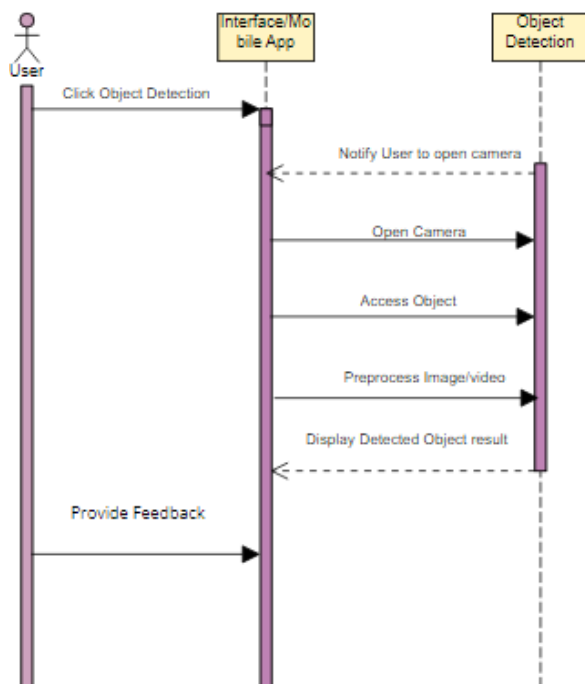 Interface/Mo
bile App
Object
Detection
User
Click Object Detection
Notify User to open camera
Open Camera
Access Object
Preprocess Image/video
Display Detected Object result
Provide Feedback